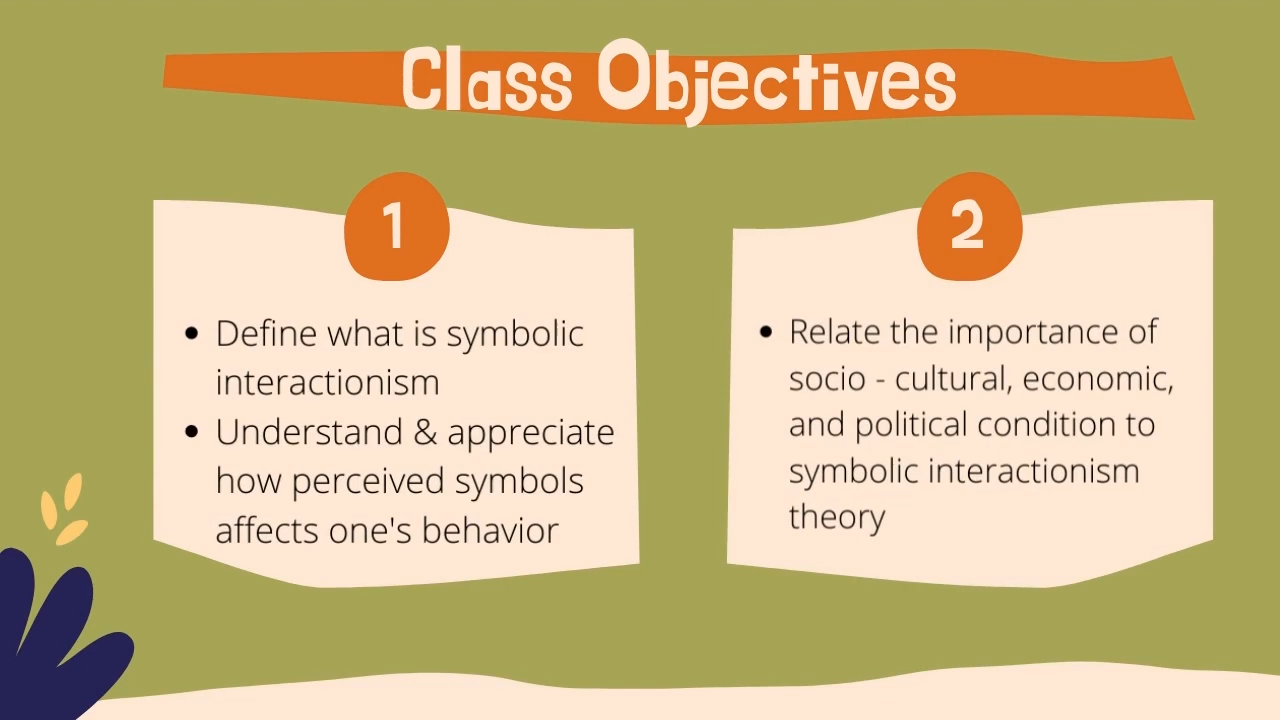 Class Objectives
1
• Define what is symbolic
interactionism
• Understand & appreciate
how perceived symbols
affects one's behavior
2
• Relate the importance of
socio - cultural, economic,
and political condition to
symbolic interactionism
theory